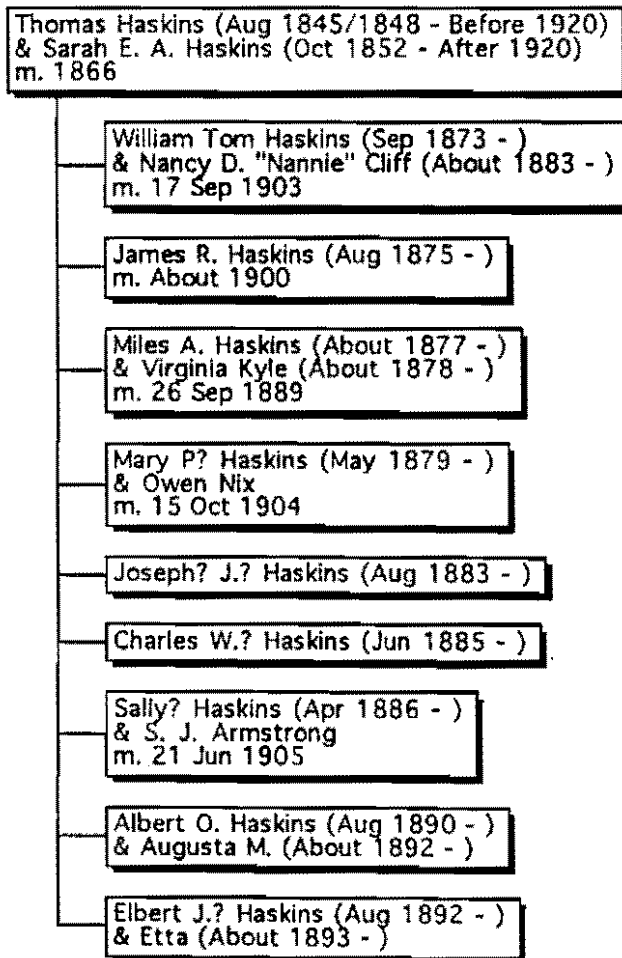 Thomas Haskins (Aug 1845/1848 - Before 1920)
& Sarah E. A. Haskins (Oct 1852 - After 1920)
m. 1866
William Tom Haskins (Sep 1873 - )
& Nancy D. "Nannie" Cliff (About 1883 - )
m. 17 Sep 1903
James R. Haskins (Aug 1875 - )
m. About 1900
Miles A. Haskins (About 1877 - )
& Virginia Kyle (About 1878 - )
m. 26 Sep 1889
Mary P? Haskins (May 1879 - )
& Owen Nix
m. 15 Oct 1904
Joseph? J.? Haskins (Aug 1883 - )
Charles W.? Haskins (Jun 1885 - )
Sally? Haskins (Apr 1886 - )
& S. J. Armstrong
m. 21 Jun 1905
Albert O. Haskins (Aug 1890 - )
& Augusta M. (About 1892 - )
Elbert J.? Haskins (Aug 1892 - )
& Etta (About 1893 - )